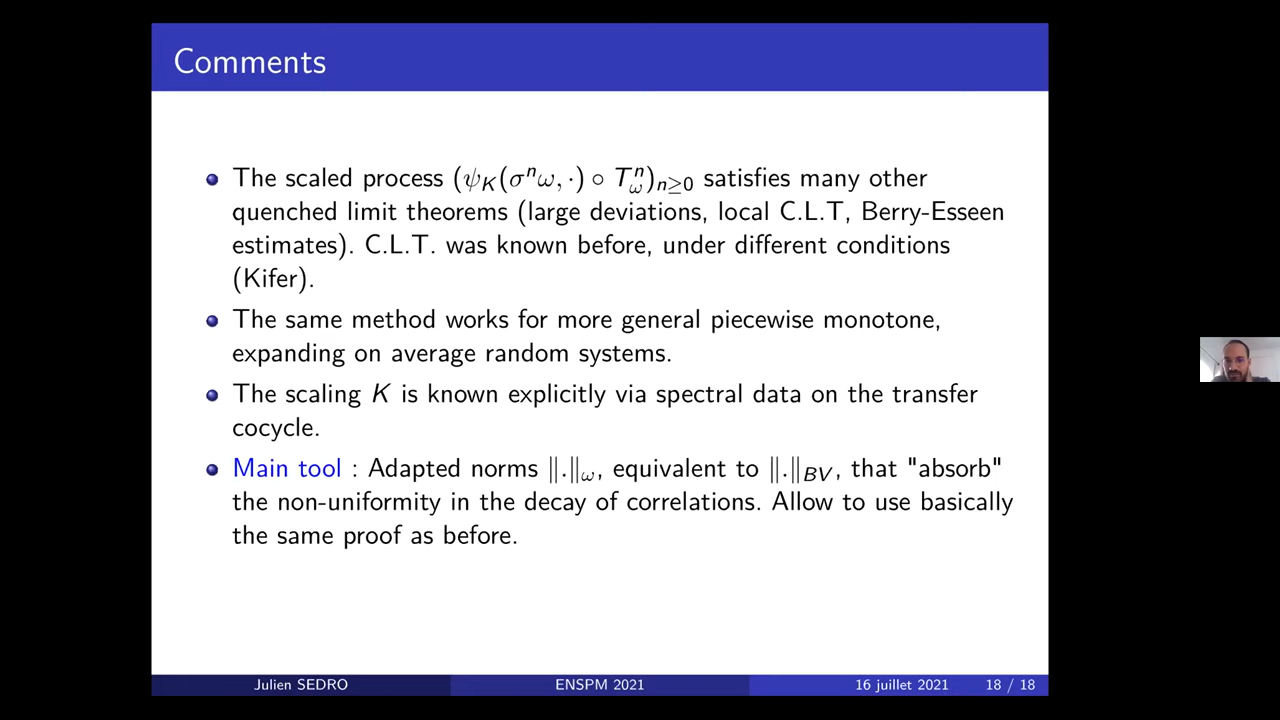 Comments
• The scaled process (ψ_K(σⁿω, ·) ∘ T_ωⁿ)_{n≥0} satisfies many other
quenched limit theorems (large deviations, local C.L.T, Berry-Esseen
estimates). C.L.T. was known before, under different conditions
(Kifer).
• The same method works for more general piecewise monotone,
expanding on average random systems.
• The scaling K is known explicitly via spectral data on the transfer
cocycle.
• Main tool : Adapted norms ‖.‖_ω, equivalent to ‖.‖_{BV}, that "absorb"
the non-uniformity in the decay of correlations. Allow to use basically
the same proof as before.
Julien SEDRO ENSPM 2021 16 juillet 2021 18 / 18